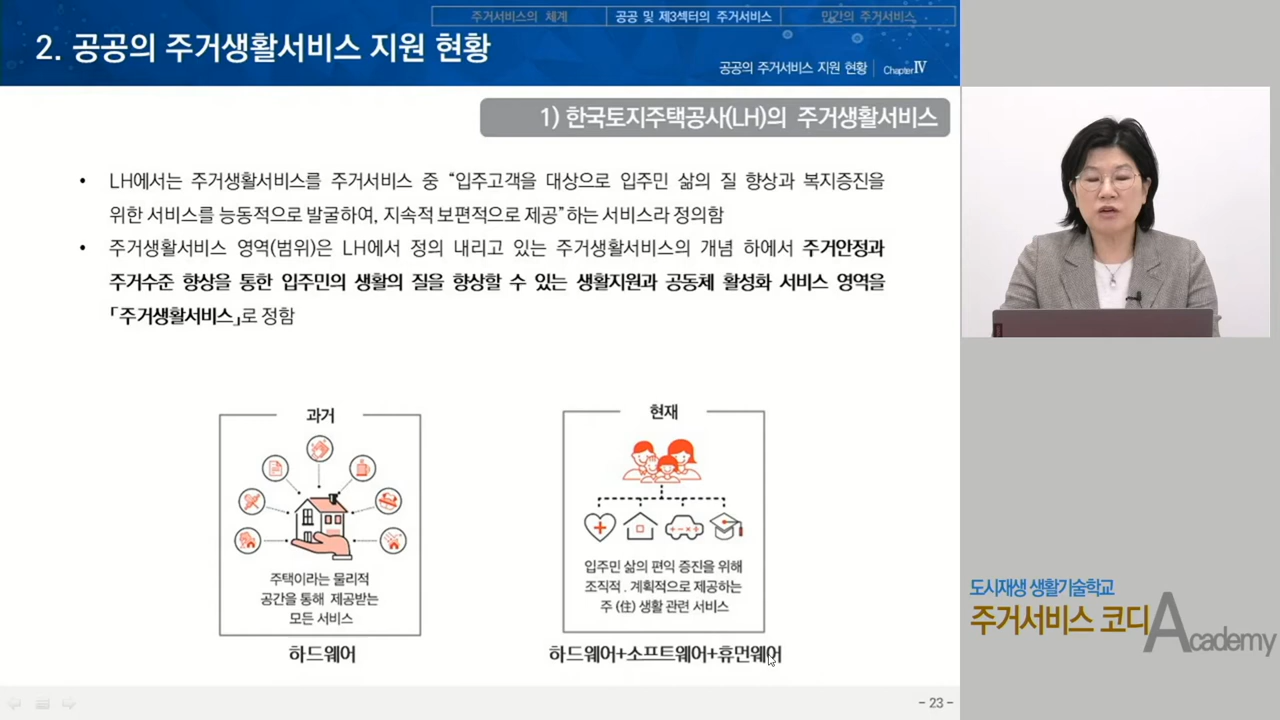 주거서비스의 체계
공공 및 제3섹터의 주거서비스
민간의 주거서비스
2. 공공의 주거생활서비스 지원 현황
공공의 주거서비스 지원 현황 | Chapter Ⅳ
1) 한국토지주택공사(LH)의 주거생활서비스
• LH에서는 주거생활서비스를 주거서비스 중 “입주고객을 대상으로 입주민 삶의 질 향상과 복지증진을
위한 서비스를 능동적으로 발굴하여, 지속적 보편적으로 제공”하는 서비스라 정의함
• 주거생활서비스 영역(범위)은 LH에서 정의 내리고 있는 주거생활서비스의 개념 하에서 주거안정과
주거수준 향상을 통한 입주민의 생활의 질을 향상할 수 있는 생활지원과 공동체 활성화 서비스 영역을
「주거생활서비스」로 정함
과거
주택이라는 물리적
공간을 통해 제공받는
모든 서비스
하드웨어
현재
입주민 삶의 편익 증진을 위해
조직적 . 계획적으로 제공하는
주 (住) 생활 관련 서비스
하드웨어+소프트웨어+휴먼웨어
도시재생 생활기술학교
주거서비스 코디 Academy
- 23 -